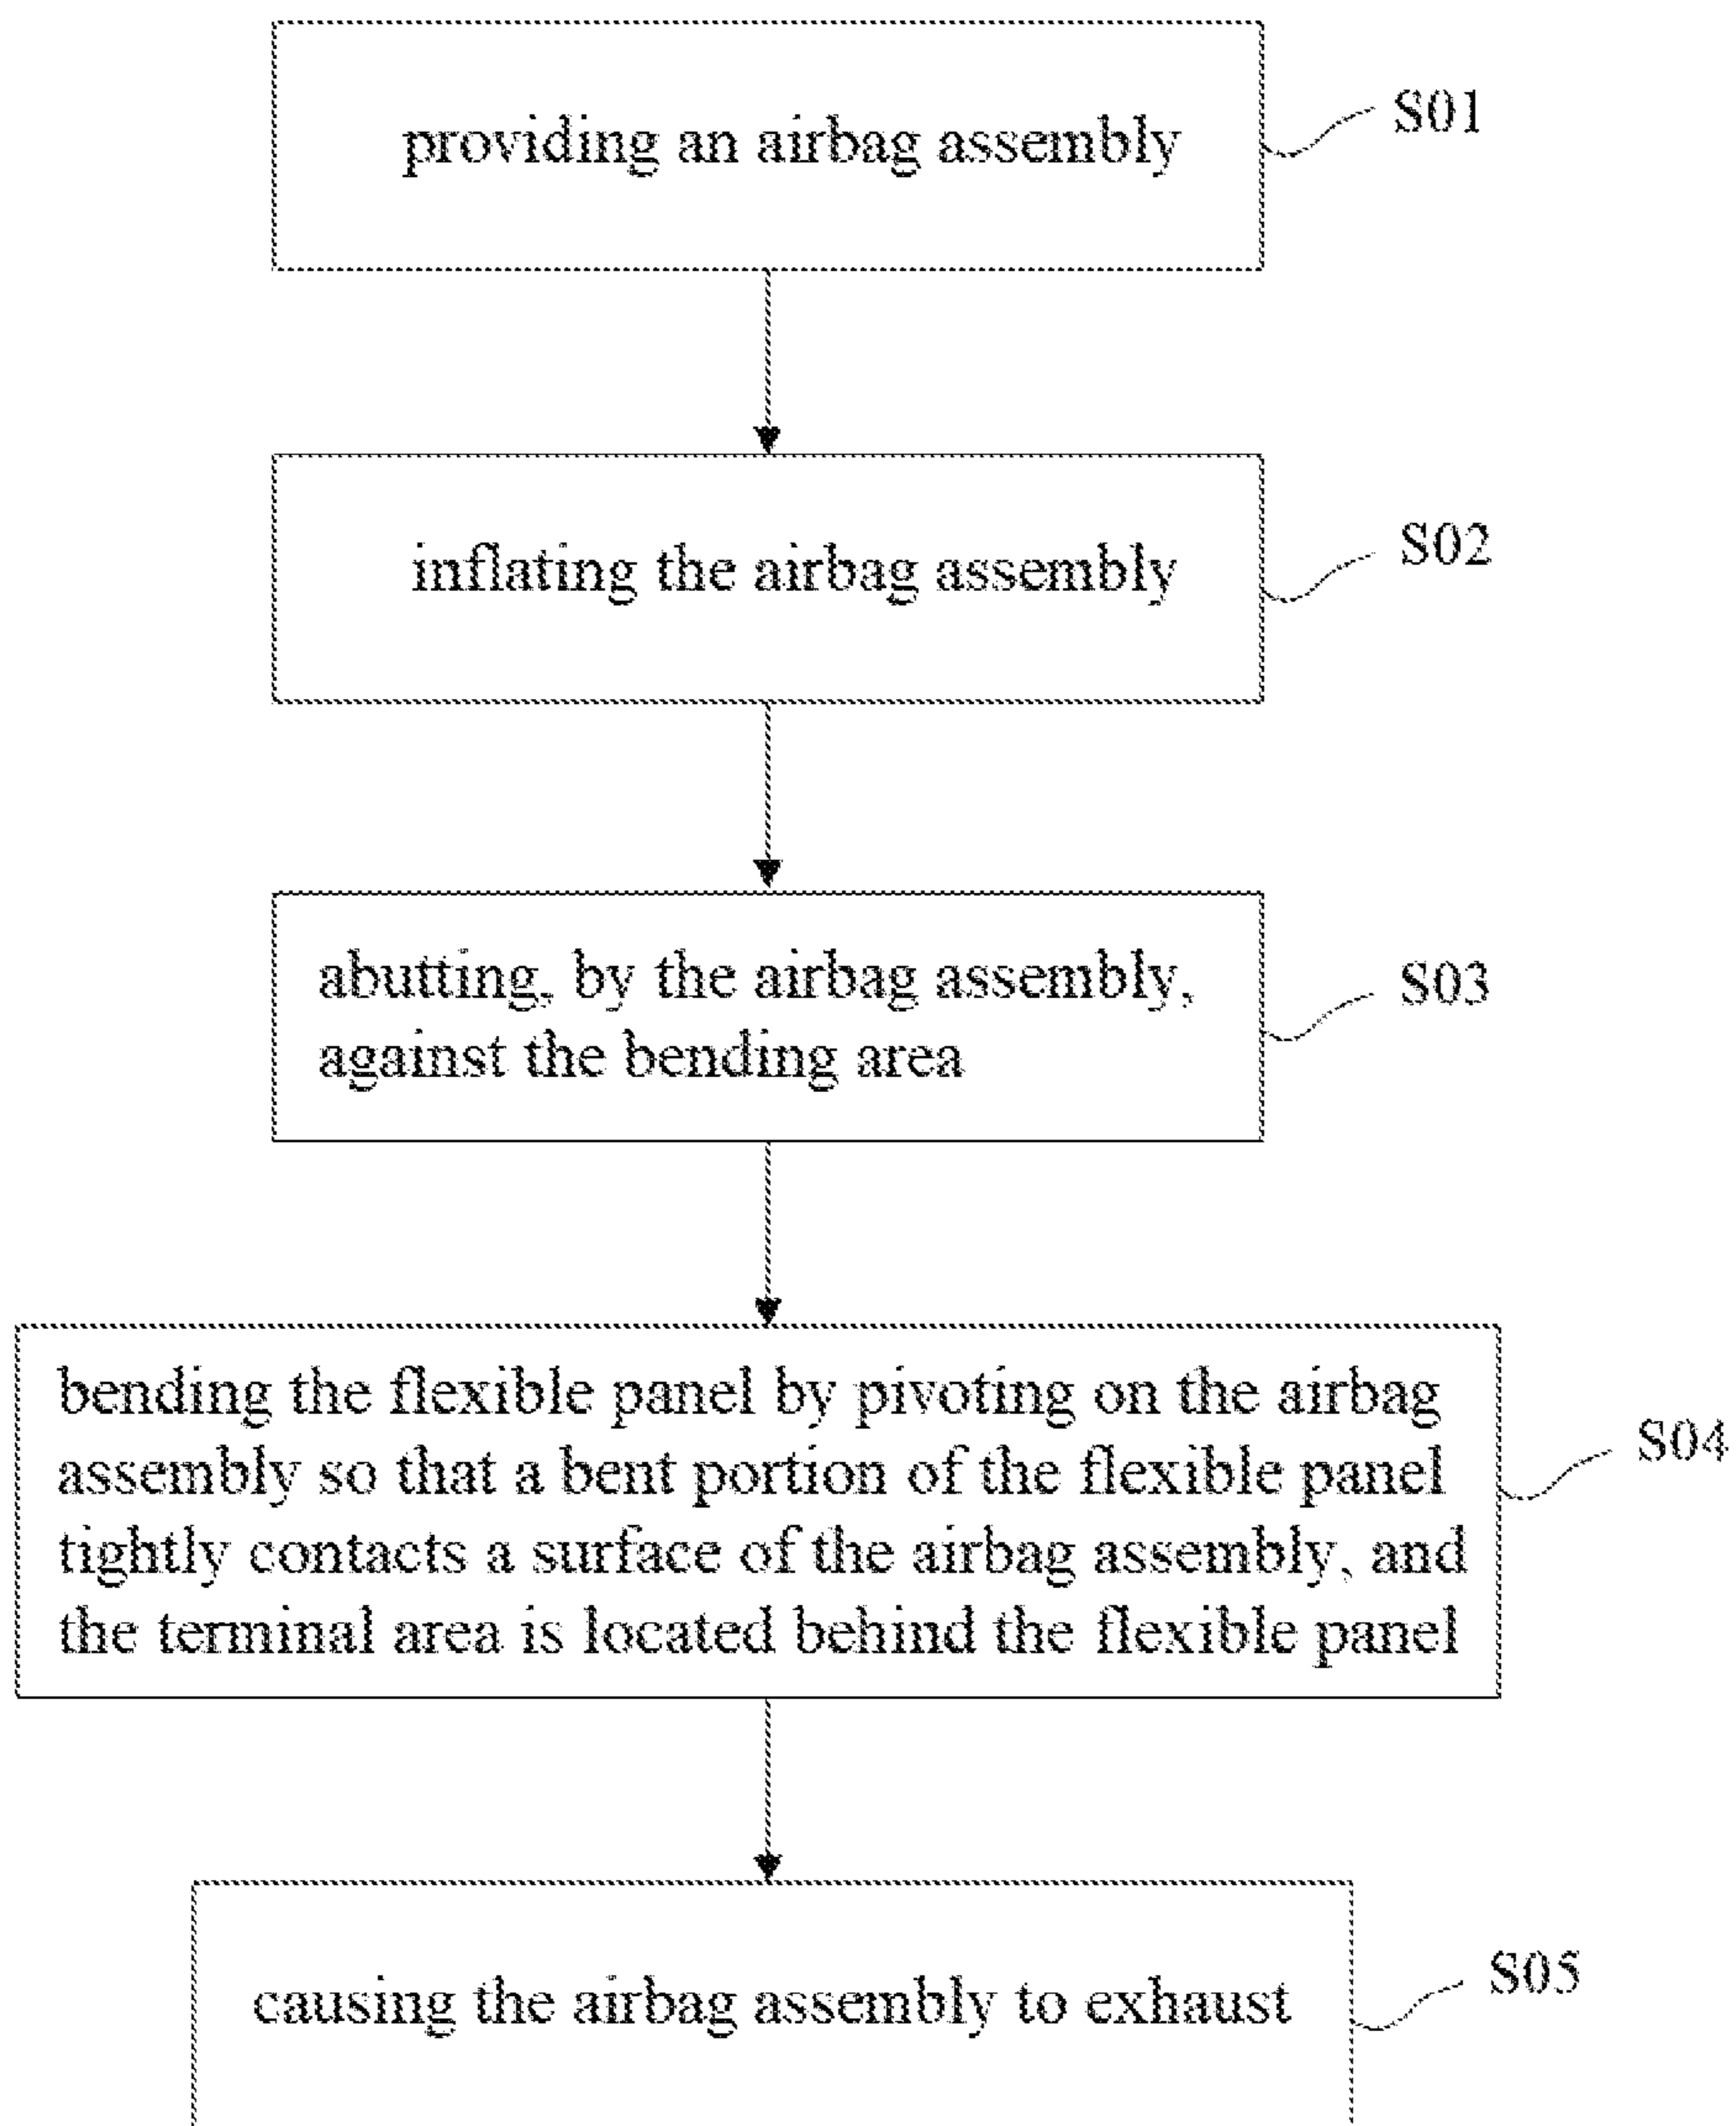 providing an airbag assembly
S01
inflating the airbag assembly
S02
abutting, by the airbag assembly,
against the bending area
S03
bending the flexible panel by pivoting on the airbag
assembly so that a bent portion of the flexible panel
tightly contacts a surface of the airbag assembly, and
the terminal area is located behind the flexible panel
S04
causing the airbag assembly to exhaust
S05